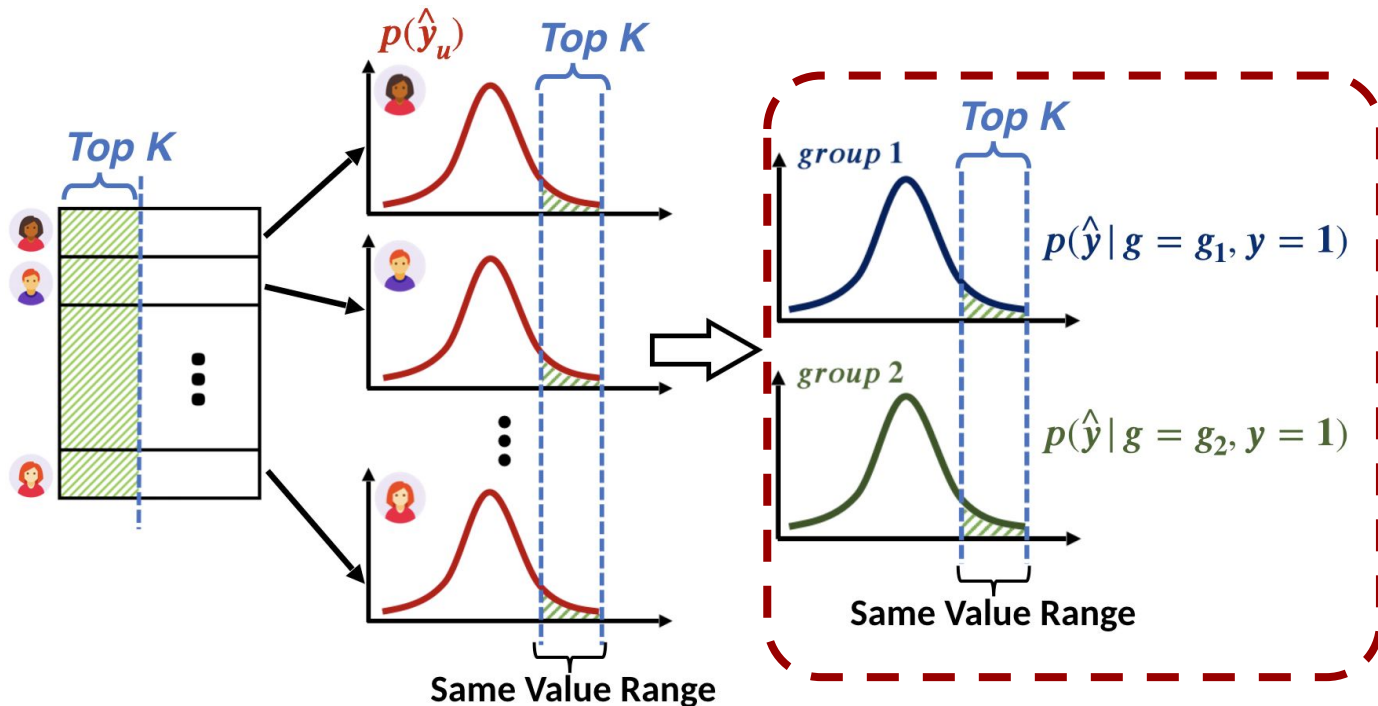 Top K
p(ŷ_u)
Top K
Same Value Range
Top K
group 1
p(ŷ | g = g₁, y = 1)
group 2
p(ŷ | g = g₂, y = 1)
Same Value Range